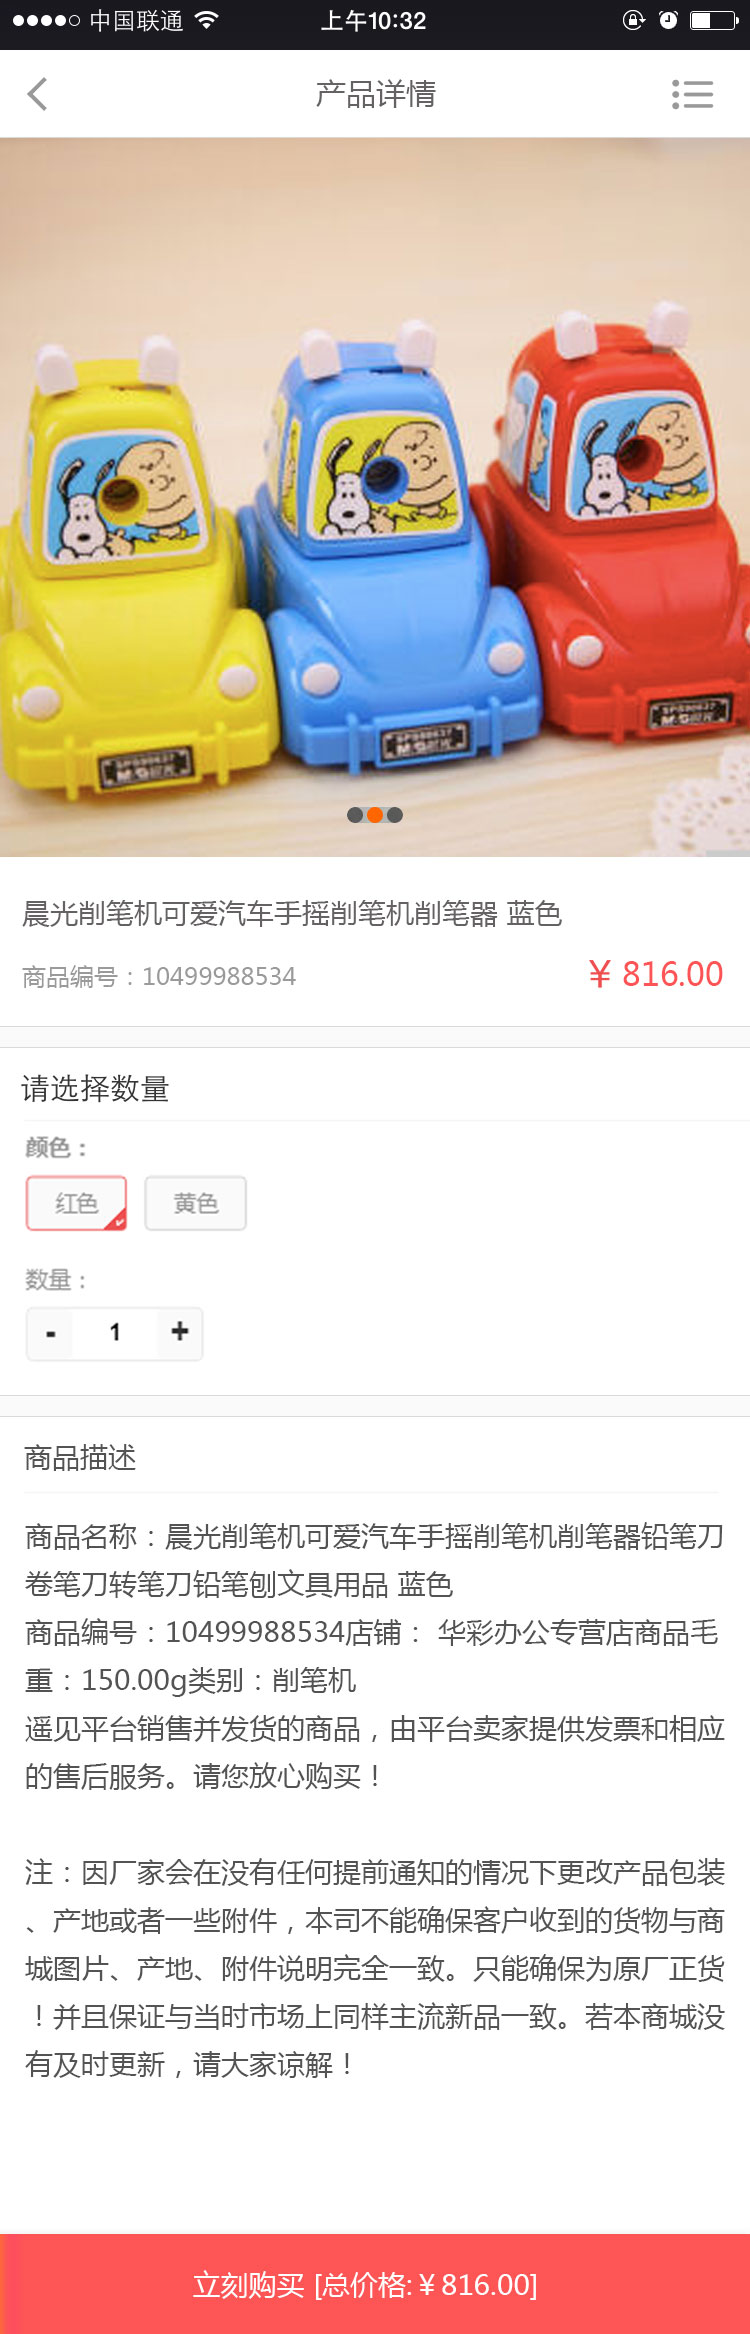 中国联通
上午10:32
产品详情
晨光削笔机可爱汽车手摇削笔机削笔器 蓝色
商品编号：10499988534
¥ 816.00
请选择数量
颜色：
红色
黄色
数量：
- 1 +
商品描述
商品名称：晨光削笔机可爱汽车手摇削笔机削笔器铅笔刀
卷笔刀转笔刀铅笔刨文具用品 蓝色
商品编号：10499988534店铺： 华彩办公专营店商品毛
重：150.00g类别：削笔机
遥见平台销售并发货的商品，由平台卖家提供发票和相应
的售后服务。请您放心购买！
注：因厂家会在没有任何提前通知的情况下更改产品包装
、产地或者一些附件，本司不能确保客户收到的货物与商
城图片、产地、附件说明完全一致。只能确保为原厂正货
！并且保证与当时市场上同样主流新品一致。若本商城没
有及时更新，请大家谅解！
立刻购买 [总价格:￥816.00]